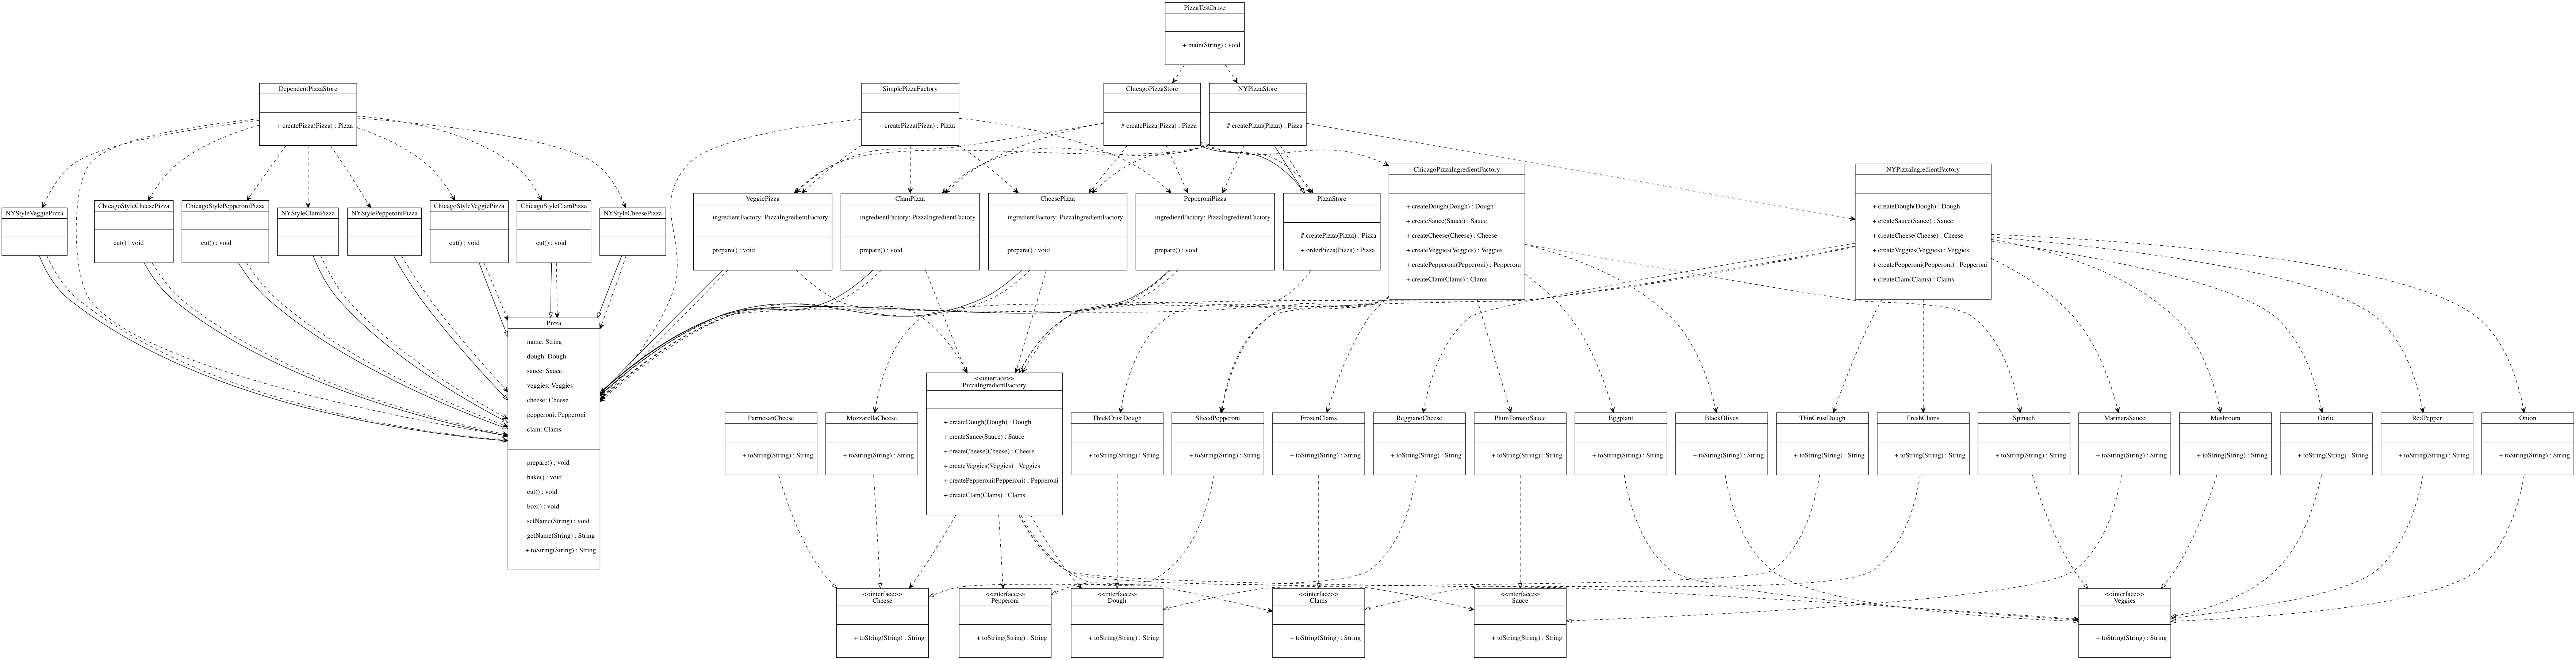 PizzaTestDrive
+ main(String) : void
DependentPizzaStore
+ createPizza(Pizza) : Pizza
SimplePizzaFactory
+ createPizza(Pizza) : Pizza
ChicagoPizzaStore
# createPizza(Pizza) : Pizza
NYPizzaStore
# createPizza(Pizza) : Pizza
NYStyleVeggiePizza
ChicagoStyleCheesePizza
cut() : void
ChicagoStylePepperoniPizza
cut() : void
NYStyleClamPizza
NYStylePepperoniPizza
ChicagoStyleVeggiePizza
cut() : void
ChicagoStyleClamPizza
cut() : void
NYStyleCheesePizza
VeggiePizza
ingredientFactory: PizzaIngredientFactory
prepare() : void
ClamPizza
ingredientFactory: PizzaIngredientFactory
prepare() : void
CheesePizza
ingredientFactory: PizzaIngredientFactory
prepare() : void
PepperoniPizza
ingredientFactory: PizzaIngredientFactory
prepare() : void
PizzaStore
# createPizza(Pizza) : Pizza
+ orderPizza(Pizza) : Pizza
ChicagoPizzaIngredientFactory
+ createDough(Dough) : Dough
+ createSauce(Sauce) : Sauce
+ createCheese(Cheese) : Cheese
+ createVeggies(Veggies) : Veggies
+ createPepperoni(Pepperoni) : Pepperoni
+ createClam(Clams) : Clams
NYPizzaIngredientFactory
+ createDough(Dough) : Dough
+ createSauce(Sauce) : Sauce
+ createCheese(Cheese) : Cheese
+ createVeggies(Veggies) : Veggies
+ createPepperoni(Pepperoni) : Pepperoni
+ createClam(Clams) : Clams
Pizza
name: String
dough: Dough
sauce: Sauce
veggies: Veggies
cheese: Cheese
pepperoni: Pepperoni
clam: Clams
prepare() : void
bake() : void
cut() : void
box() : void
setName(String) : void
getName(String) : String
+ toString(String) : String
ParmesanCheese
+ toString(String) : String
MozzarellaCheese
+ toString(String) : String
<<interface>>
PizzaIngredientFactory
+ createDough(Dough) : Dough
+ createSauce(Sauce) : Sauce
+ createCheese(Cheese) : Cheese
+ createVeggies(Veggies) : Veggies
+ createPepperoni(Pepperoni) : Pepperoni
+ createClam(Clams) : Clams
ThickCrustDough
+ toString(String) : String
SlicedPepperoni
+ toString(String) : String
FrozenClams
+ toString(String) : String
ReggianoCheese
+ toString(String) : String
PlumTomatoSauce
+ toString(String) : String
Eggplant
+ toString(String) : String
BlackOlives
+ toString(String) : String
ThinCrustDough
+ toString(String) : String
FreshClams
+ toString(String) : String
Spinach
+ toString(String) : String
MarinaraSauce
+ toString(String) : String
Mushroom
+ toString(String) : String
Garlic
+ toString(String) : String
RedPepper
+ toString(String) : String
Onion
+ toString(String) : String
<<interface>>
Cheese
+ toString(String) : String
<<interface>>
Pepperoni
+ toString(String) : String
<<interface>>
Dough
+ toString(String) : String
<<interface>>
Clams
+ toString(String) : String
<<interface>>
Sauce
+ toString(String) : String
<<interface>>
Veggies
+ toString(String) : String